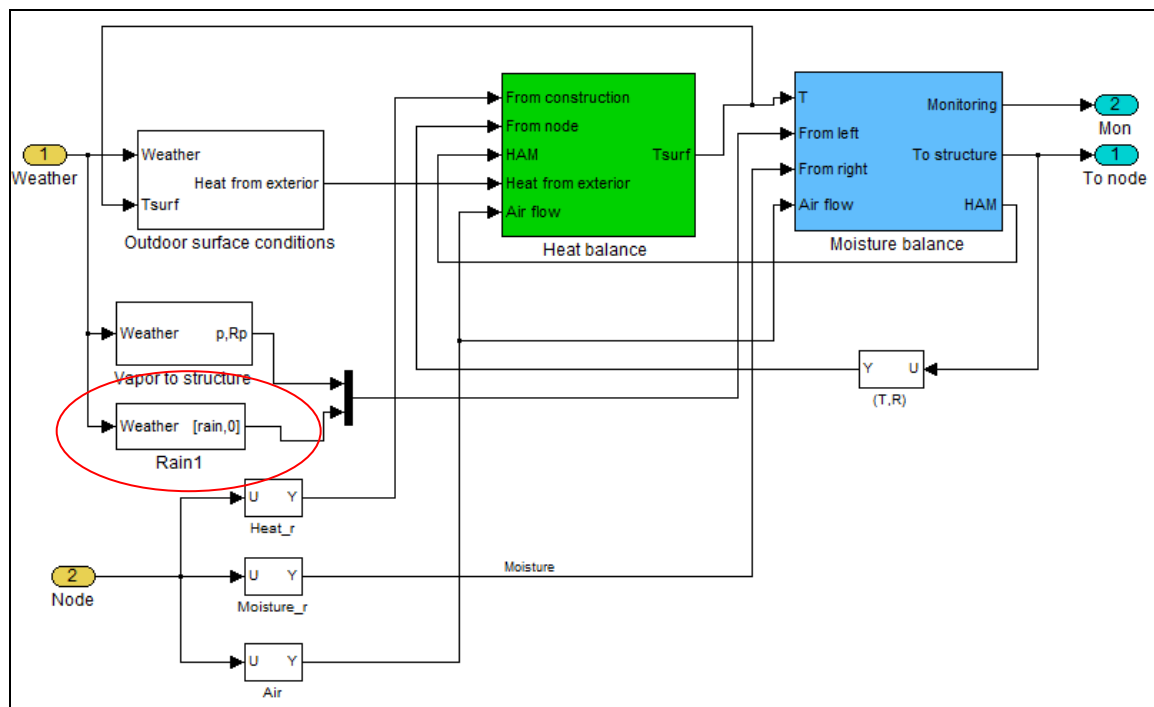 1
Weather
Weather
Heat from exterior
Tsurf
Outdoor surface conditions
From construction
From node
HAM
Tsurf
Heat from exterior
Air flow
Heat balance
T
Monitoring
From left
To structure
From right
Air flow
HAM
Moisture balance
2
Mon
1
To node
Weather
p,Rp
Vapor to structure
Weather
[rain,0]
Rain1
Y
U
(T,R)
U
Y
Heat_r
2
Node
U
Y
Moisture_r
Moisture
U
Y
Air